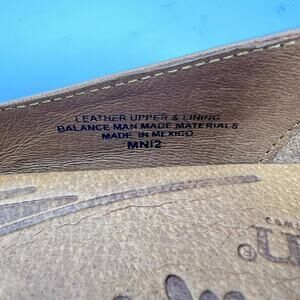 LEATHER UPPER & LINING
BALANCE MAN MADE MATERIALS
MADE IN MEXICO
MN12